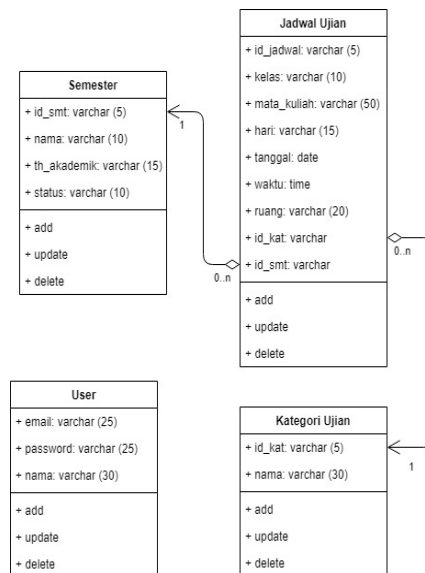 Semester
+ id_smt: varchar (5)
+ nama: varchar (10)
+ th_akademik: varchar (15)
+ status: varchar (10)
+ add
+ update
+ delete
1
Jadwal Ujian
+ id_jadwal: varchar (5)
+ kelas: varchar (10)
+ mata_kuliah: varchar (50)
+ hari: varchar (15)
+ tanggal: date
+ waktu: time
+ ruang: varchar (20)
+ id_kat: varchar
+ id_smt: varchar
+ add
+ update
+ delete
0..n
0..n
User
+ email: varchar (25)
+ password: varchar (25)
+ nama: varchar (30)
+ add
+ update
+ delete
Kategori Ujian
+ id_kat: varchar (5)
+ nama: varchar (30)
+ add
+ update
+ delete
1